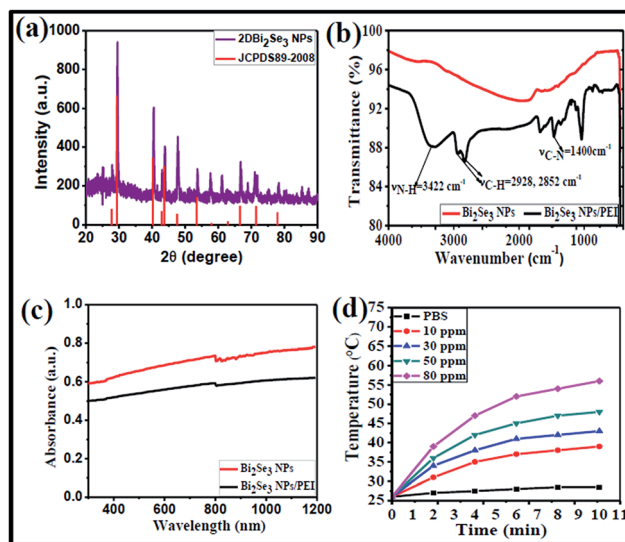 (a)
2DBi2Se3 NPs
JCPDS89-2008
1000
800
600
400
200
Intensity (a.u.)
20 30 40 50 60 70 80 90
2θ (degree)
(b)
96
92
88
84
Transmittance (%)
νC-N=1400cm-1
νN-H=3422 cm-1
νC-H=2928, 2852 cm-1
Bi2Se3 NPs
Bi2Se3 NPs/PEI
4000 3000 2000 1000
Wavenumber (cm-1)
(c)
1.0
0.8
0.6
0.4
0.2
0.0
Absorbance (a.u.)
Bi2Se3 NPs
Bi2Se3 NPs/PEI
400 600 800 1000 1200
Wavelength (nm)
(d)
PBS
10 ppm
30 ppm
50 ppm
80 ppm
75
70
65
60
55
50
45
40
35
30
25
Temperature (°C)
0 1 2 3 4 5 6 7 8 9 10 11
Time (min)